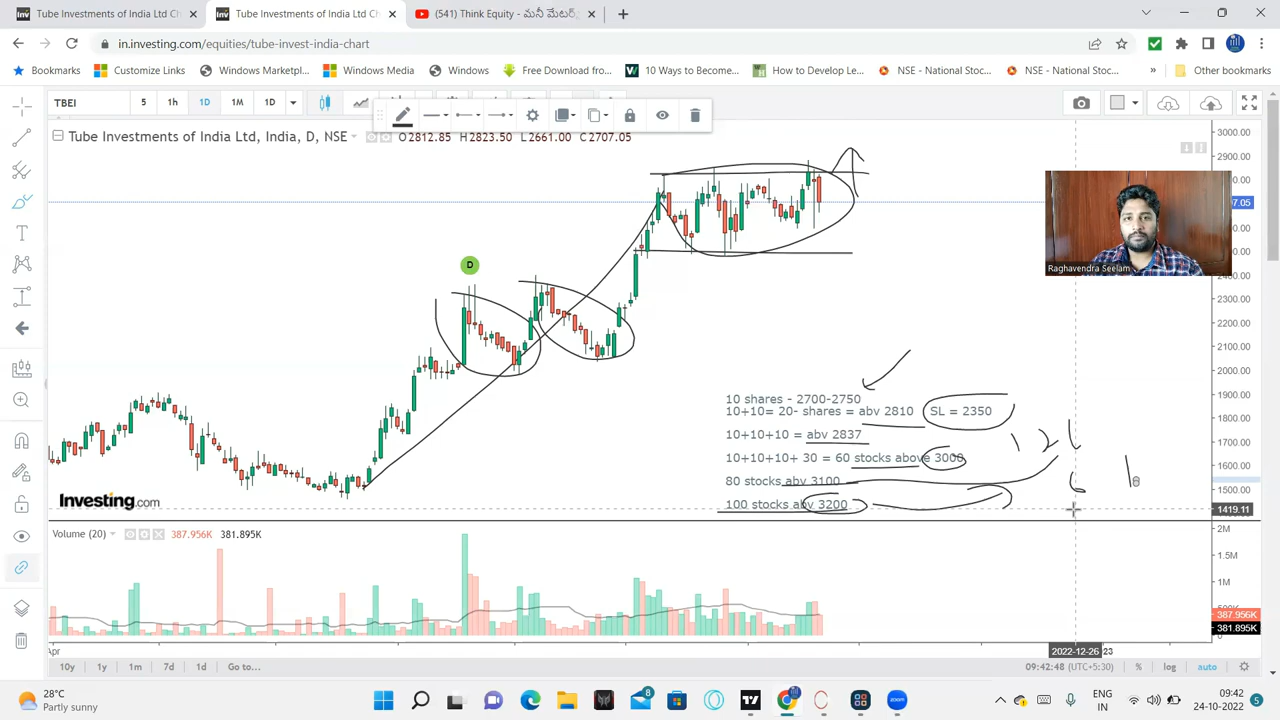 Tube Investments of India Ltd Ch
Tube Investments of India Ltd Ch
(541) Think Equity - మనీ మేటర్స్
in.investing.com/equities/tube-invest-india-chart
Bookmarks
Customize Links
Windows Marketpl...
Windows Media
Windows
Free Download fro...
10 Ways to Become...
How to Develop Le...
NSE - National Stoc...
NSE - National Stoc...
Other bookmarks
TBEI
5
1h
1D
1M
1D
Tube Investments of India Ltd, India, D, NSE
O2812.85 H2823.50 L2661.00 C2707.05
3000.00
2900.00
07.05
Raghavendra Seelam
2400.00
2300.00
2200.00
2100.00
2000.00
1900.00
1800.00
1700.00
1600.00
1500.00
1419.11
D
10 shares - 2700-2750
10+10= 20- shares = abv 2810 SL = 2350
10+10+10 = abv 2837
10+10+10+ 30 = 60 stocks above 3000
80 stocks abv 3100
100 stocks abv 3200
Investing.com
Volume (20)
387.956K
381.895K
2M
1.5M
1M
387.956K
381.895K
Apr
2022-12-26
23
10y
1y
1m
7d
1d
Go to...
09:42:48 (UTC+5:30)
%
log
auto
28°C
Partly sunny
8
ENG
IN
09:42
24-10-2022
5